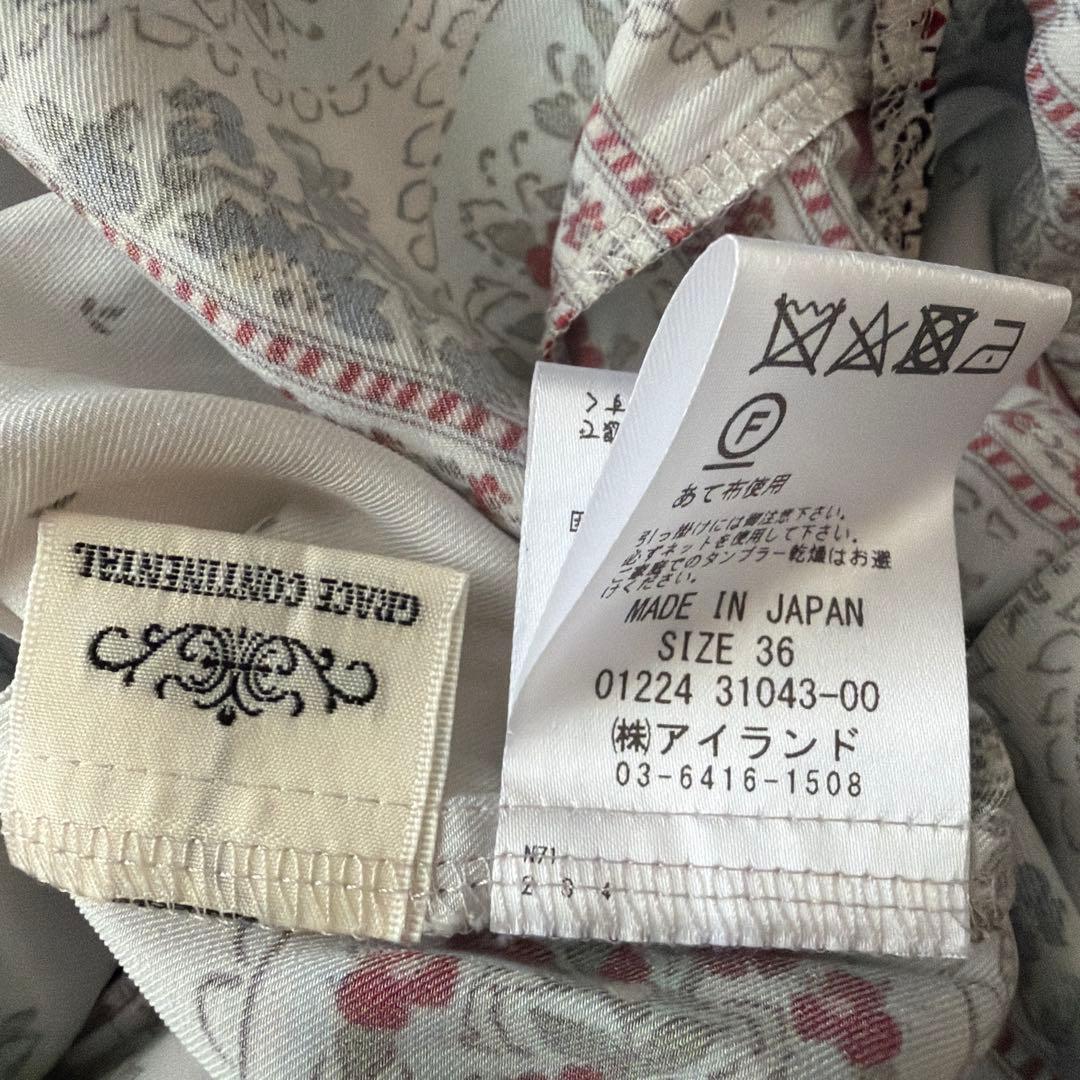 GRACE CONTINENTAL
F
あて布使用
引っ掛けには御注意下さい。
必ずネットを使用して下さい。
ご家庭でのタンブラー乾燥はお避
けください。
MADE IN JAPAN
SIZE 36
01224 31043-00
㈱アイランド
03-6416-1508
N71